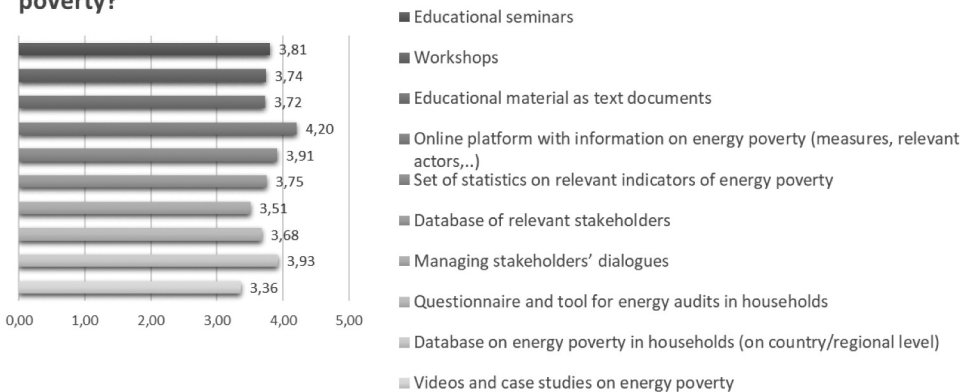 poverty?
3,81
3,74
3,72
4,20
3,91
3,75
3,51
3,68
3,93
3,36
0,00 1,00 2,00 3,00 4,00 5,00
Educational seminars
Workshops
Educational material as text documents
Online platform with information on energy poverty (measures, relevant
actors,..)
Set of statistics on relevant indicators of energy poverty
Database of relevant stakeholders
Managing stakeholders’ dialogues
Questionnaire and tool for energy audits in households
Database on energy poverty in households (on country/regional level)
Videos and case studies on energy poverty